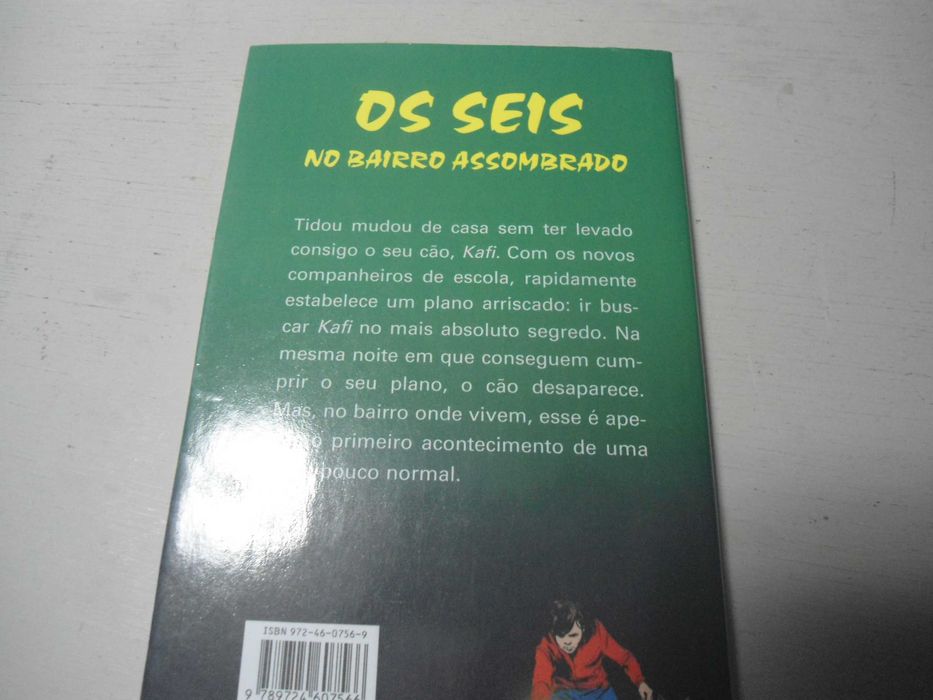 OS SEIS
NO BAIRRO ASSOMBRADO
Tidou mudou de casa sem ter levado
consigo o seu cão, Kafi. Com os novos
companheiros de escola, rapidamente
estabelece um plano arriscado: ir bus-
car Kafi no mais absoluto segredo. Na
mesma noite em que conseguem cum-
prir o seu plano, o cão desaparece.
Mas, no bairro onde vivem, esse é ape-
o primeiro acontecimento de uma
pouco normal.
ISBN 972-46-0756-9
9 789724 607566